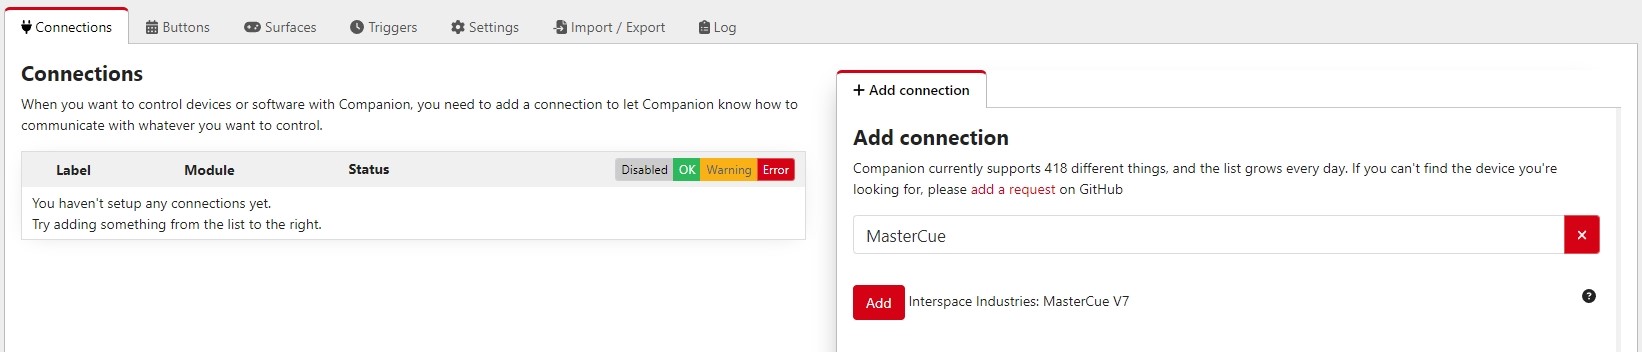 Connections
Buttons
Surfaces
Triggers
Settings
Import / Export
Log
Connections
When you want to control devices or software with Companion, you need to add a connection to let Companion know how to
communicate with whatever you want to control.
Label Module Status Disabled OK Warning Error
You haven't setup any connections yet.
Try adding something from the list to the right.
+ Add connection
Add connection
Companion currently supports 418 different things, and the list grows every day. If you can't find the device you're
looking for, please add a request on GitHub
MasterCue
Add Interspace Industries: MasterCue V7